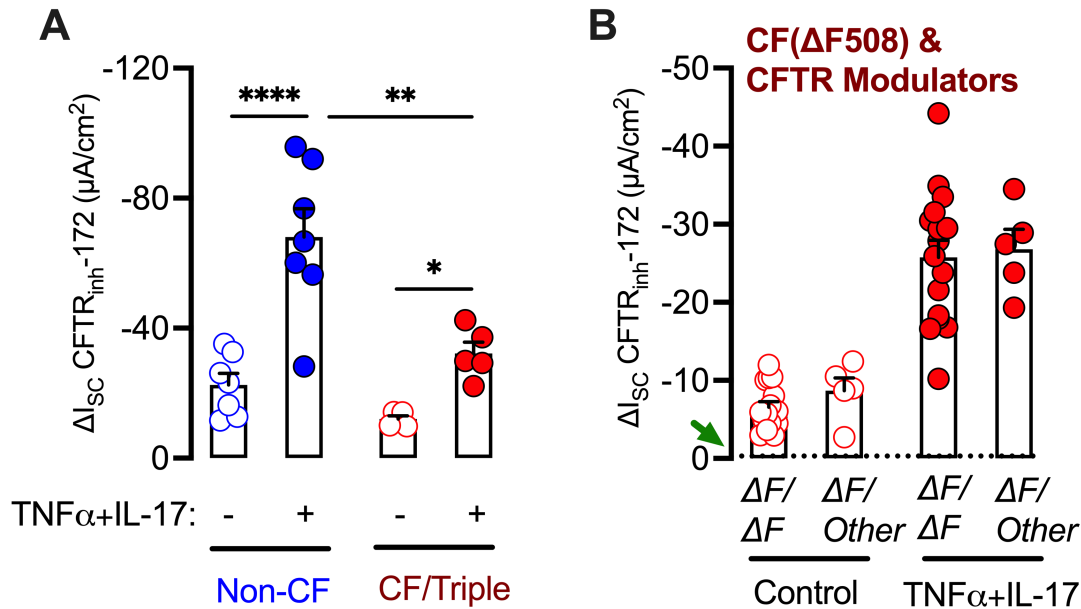 A
ΔISC CFTRinh-172 (µA/cm2)
-120
-80
-40
0
****
**
*
TNFα+IL-17: - + - +
Non-CF CF/Triple
B
CF(ΔF508) &
CFTR Modulators
ΔISC CFTRinh-172 (µA/cm2)
-50
-40
-30
-20
-10
0
ΔF/ ΔF/ ΔF/ ΔF/
ΔF Other ΔF Other
Control TNFα+IL-17